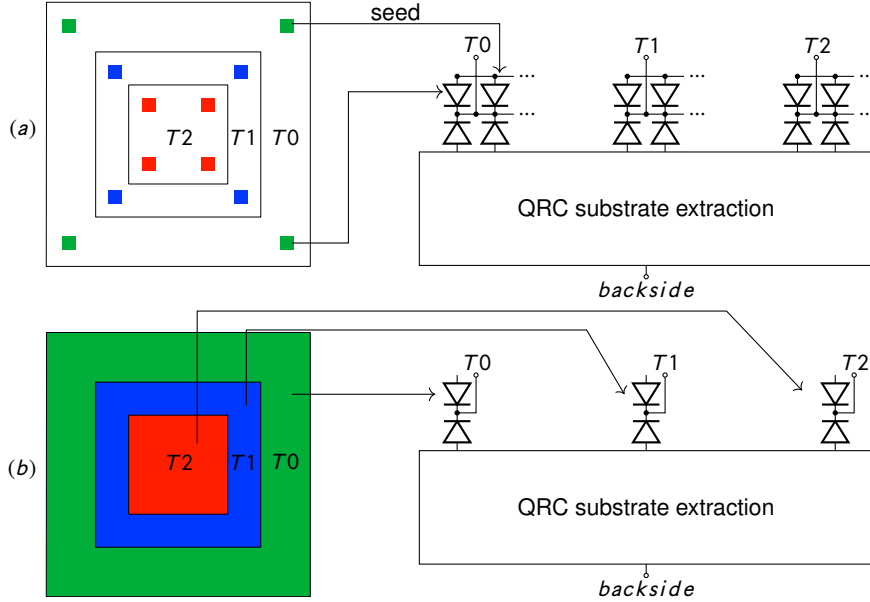 seed
T0 T1 T2
... ... ...
... ... ...
(a)
T2 T1 T0
QRC substrate extraction
backside
T0 T1 T2
(b)
T2 T1 T0
QRC substrate extraction
backside